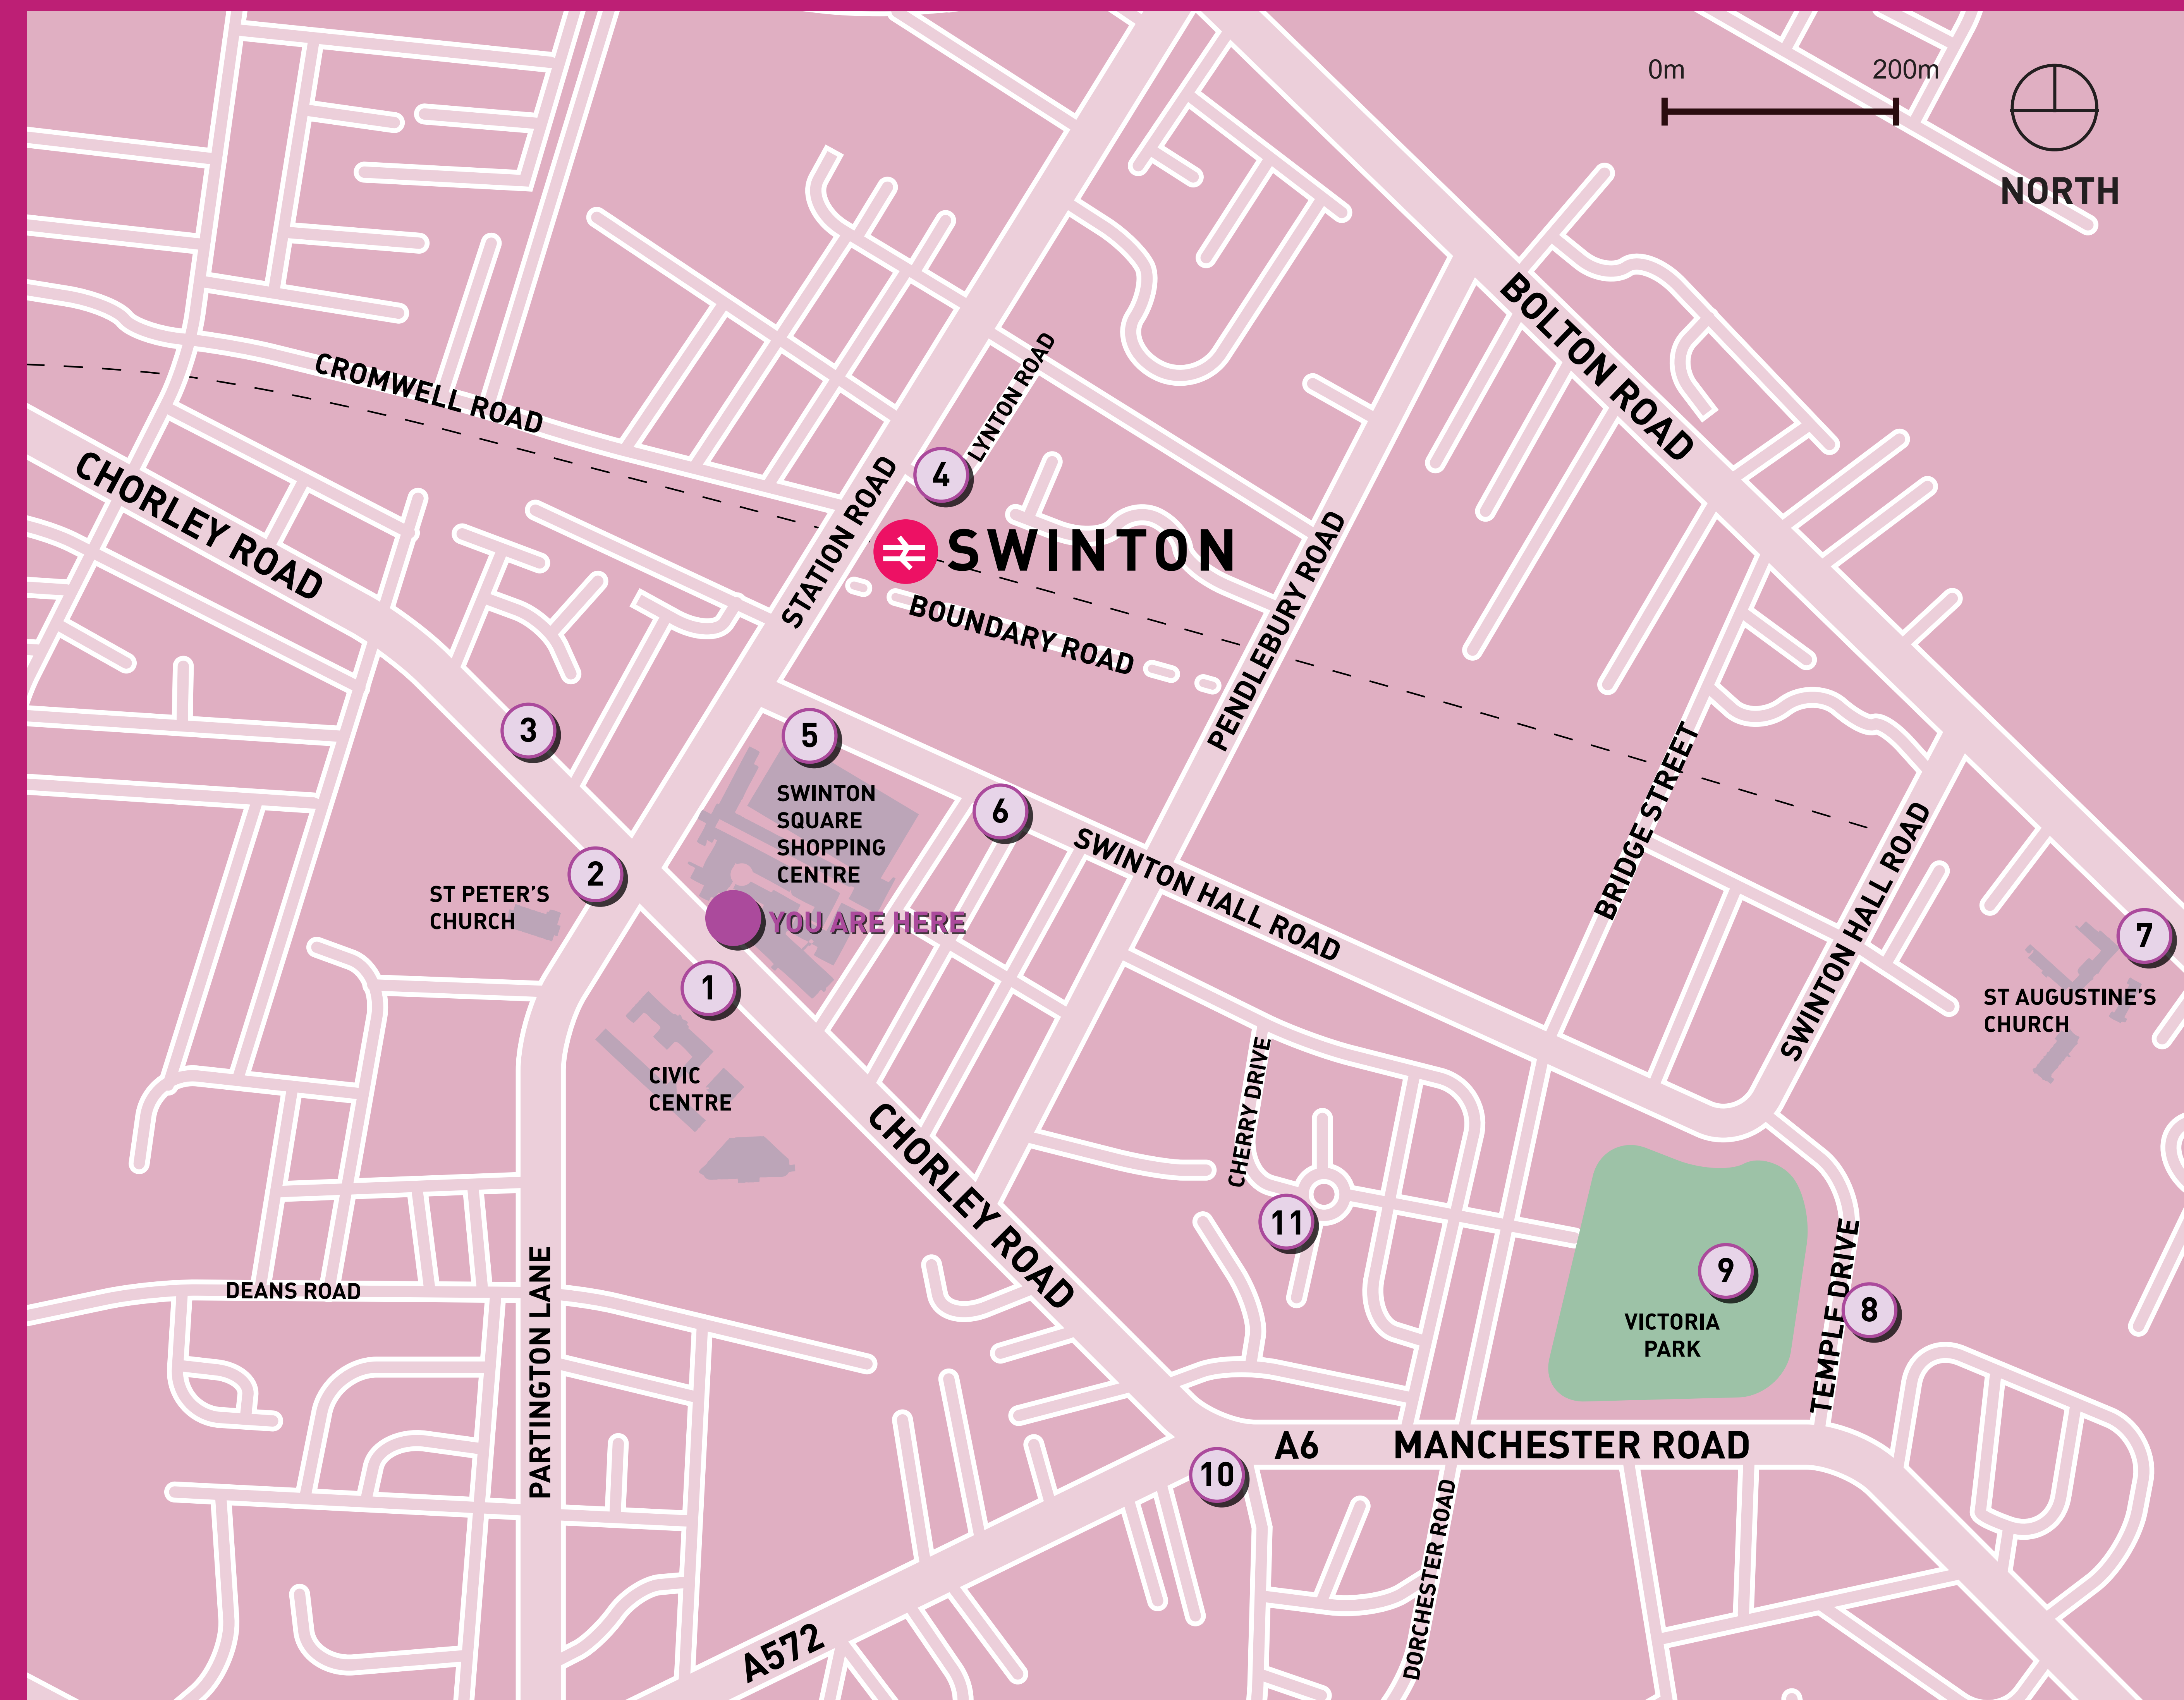 0m
200m
NORTH
BOLTON ROAD
CROMWELL ROAD
LYNTON ROAD
CHORLEY ROAD
STATION ROAD
4
SWINTON
BOUNDARY ROAD
PENDLEBURY ROAD
3
5
SWINTON
SQUARE
SHOPPING
CENTRE
6
SWINTON HALL ROAD
BRIDGE STREET
SWINTON HALL ROAD
2
ST PETER'S
CHURCH
YOU ARE HERE
7
ST AUGUSTINE'S
CHURCH
1
CIVIC
CENTRE
CHORLEY ROAD
CHERRY DRIVE
11
9
VICTORIA
PARK
TEMPLE DRIVE
8
DEANS ROAD
PARTINGTON LANE
10
A6
MANCHESTER ROAD
DORCHESTER ROAD
A572